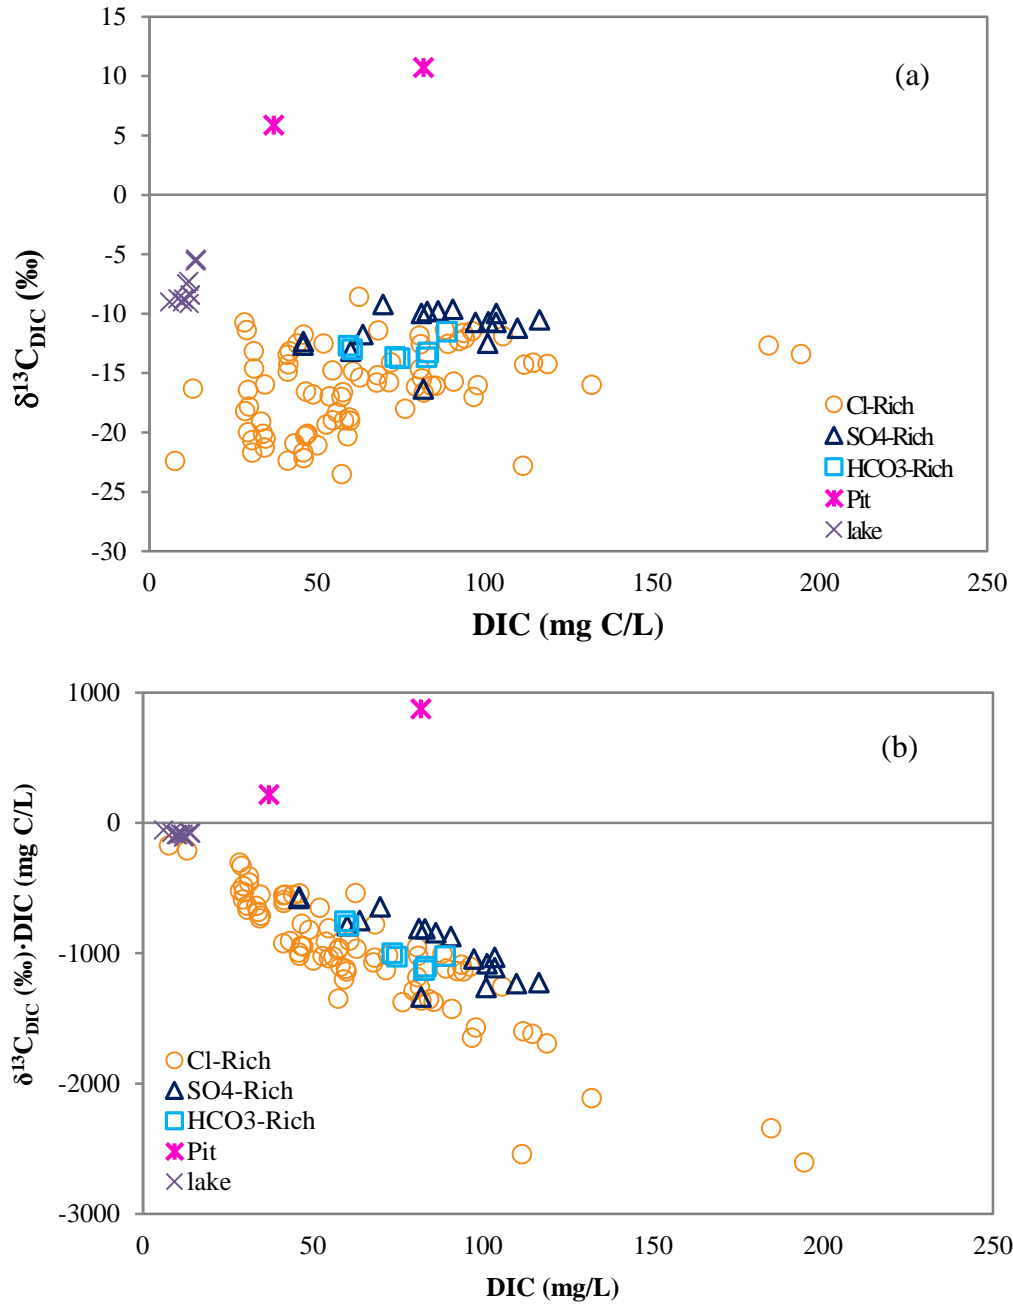 15
10
5
0
-5
-10
-15
-20
-25
-30
δ¹³C_DIC (‰)
(a)
Cl-Rich
SO4-Rich
HCO3-Rich
Pit
lake
0 50 100 150 200 250
DIC (mg C/L)
1000
0
-1000
-2000
-3000
δ¹³C_DIC (‰)·DIC (mg C/L)
(b)
Cl-Rich
SO4-Rich
HCO3-Rich
Pit
lake
0 50 100 150 200 250
DIC (mg/L)